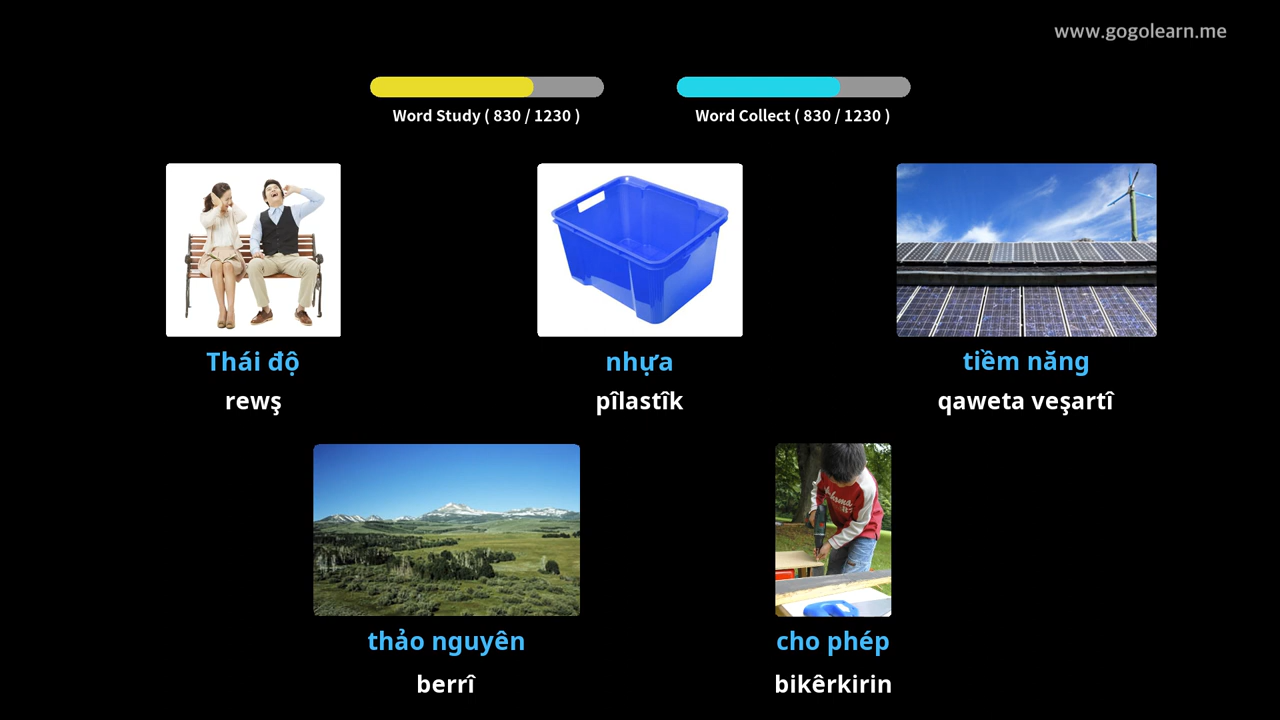 www.gogolearn.me
Word Study ( 830 / 1230 )
Word Collect ( 830 / 1230 )
Thái độ
rewş
nhựa
pîlastîk
tiềm năng
qaweta veşartî
thảo nguyên
berrî
cho phép
bikêrkirin